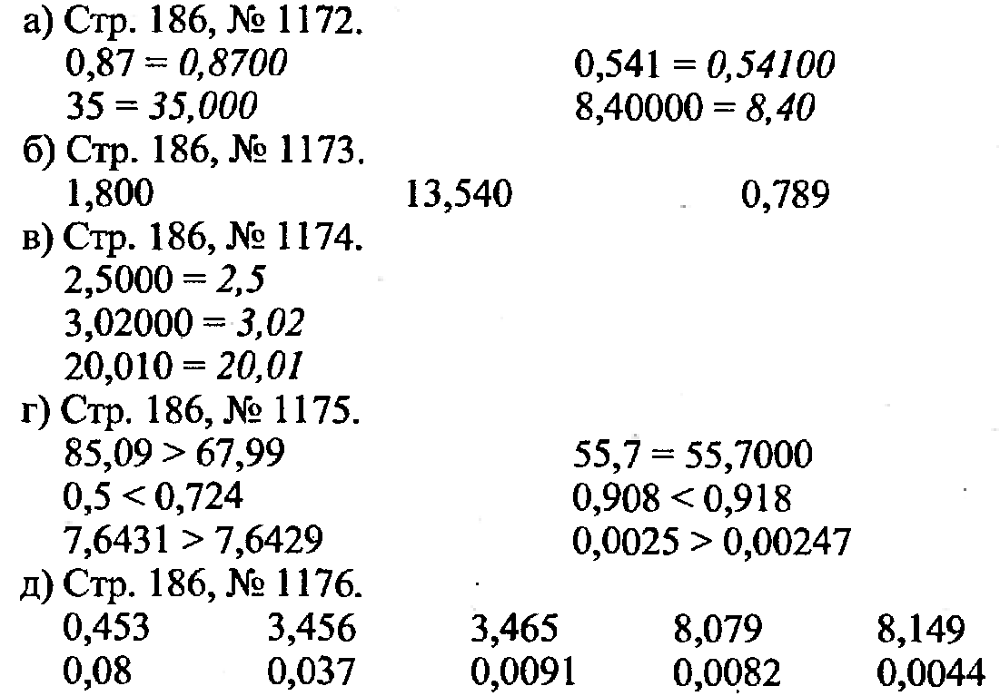 а) Стр. 186, № 1172.
0,87 = 0,8700 0,541 = 0,54100
35 = 35,000 8,40000 = 8,40
б) Стр. 186, № 1173.
1,800 13,540 0,789
в) Стр. 186, № 1174.
2,5000 = 2,5
3,02000 = 3,02
20,010 = 20,01
г) Стр. 186, № 1175.
85,09 > 67,99 55,7 = 55,7000
0,5 < 0,724 0,908 < 0,918
7,6431 > 7,6429 0,0025 > 0,00247
д) Стр. 186, № 1176.
0,453 3,456 3,465 8,079 8,149
0,08 0,037 0,0091 0,0082 0,0044